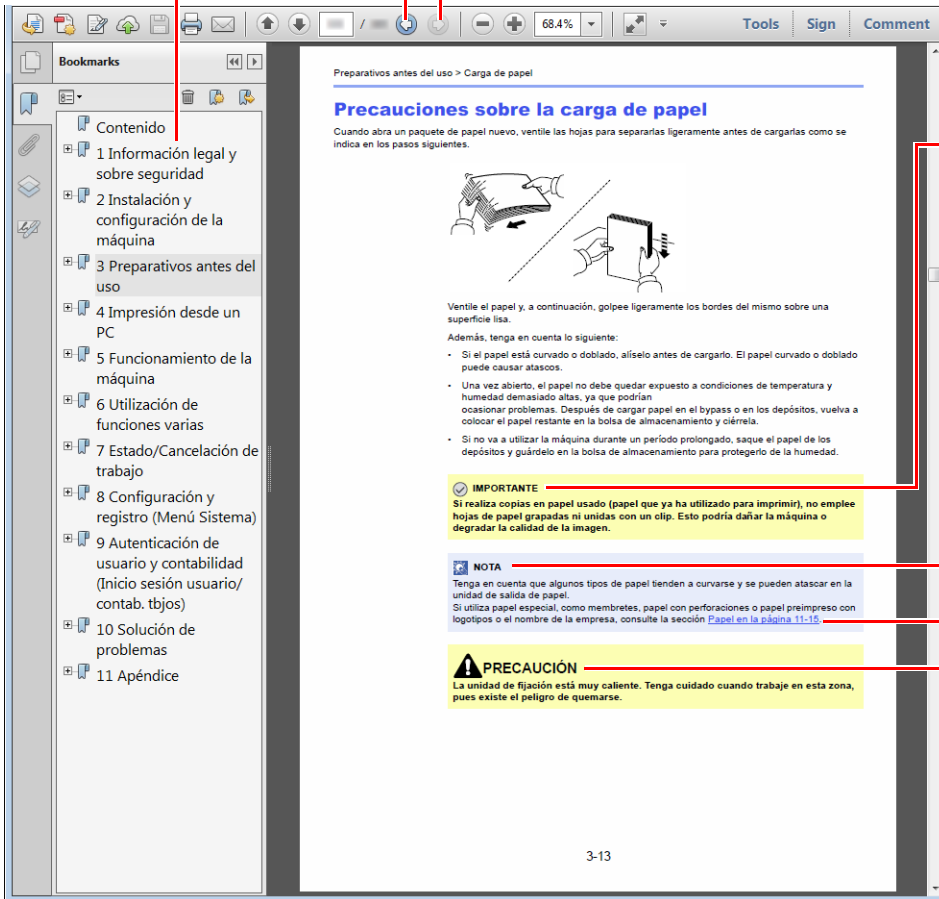 /
68.4%
Tools
Sign
Comment
Bookmarks
Contenido
1 Información legal y
sobre seguridad
2 Instalación y
configuración de la
máquina
3 Preparativos antes del
uso
4 Impresión desde un
PC
5 Funcionamiento de la
máquina
6 Utilización de
funciones varias
7 Estado/Cancelación de
trabajo
8 Configuración y
registro (Menú Sistema)
9 Autenticación de
usuario y contabilidad
(Inicio sesión usuario/
contab. tbjos)
10 Solución de
problemas
11 Apéndice
Preparativos antes del uso > Carga de papel
Precauciones sobre la carga de papel
Cuando abra un paquete de papel nuevo, ventile las hojas para separarlas ligeramente antes de cargarlas como se
indica en los pasos siguientes.
Ventile el papel y, a continuación, golpee ligeramente los bordes del mismo sobre una
superficie lisa.
Además, tenga en cuenta lo siguiente:
• Si el papel está curvado o doblado, alíselo antes de cargarlo. El papel curvado o doblado
puede causar atascos.
• Una vez abierto, el papel no debe quedar expuesto a condiciones de temperatura y
humedad demasiado altas, ya que podrían
ocasionar problemas. Después de cargar papel en el bypass o en los depósitos, vuelva a
colocar el papel restante en la bolsa de almacenamiento y ciérrela.
• Si no va a utilizar la máquina durante un período prolongado, saque el papel de los
depósitos y guárdelo en la bolsa de almacenamiento para protegerlo de la humedad.
IMPORTANTE
Si realiza copias en papel usado (papel que ya ha utilizado para imprimir), no emplee
hojas de papel grapadas ni unidas con un clip. Esto podría dañar la máquina o
degradar la calidad de la imagen.
NOTA
Tenga en cuenta que algunos tipos de papel tienden a curvarse y se pueden atascar en la
unidad de salida de papel.
Si utiliza papel especial, como membretes, papel con perforaciones o papel preimpreso con
logotipos o el nombre de la empresa, consulte la sección Papel en la página 11-15.
PRECAUCIÓN
La unidad de fijación está muy caliente. Tenga cuidado cuando trabaje en esta zona,
pues existe el peligro de quemarse.
3-13